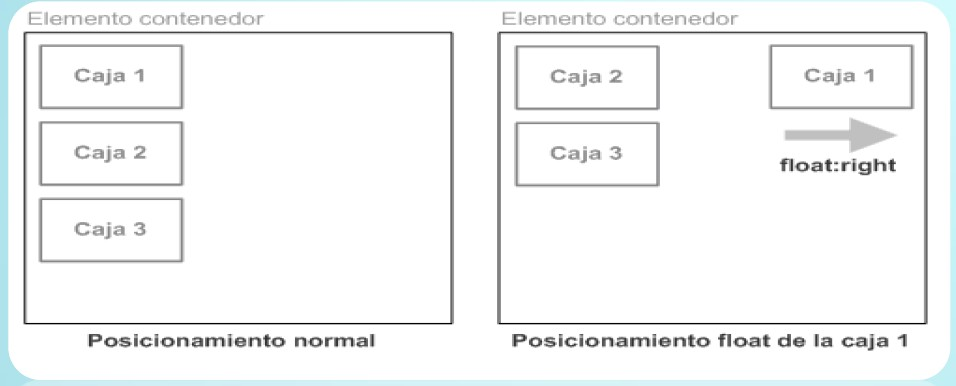 Elemento contenedor
Caja 1
Caja 2
Caja 3
Posicionamiento normal
Elemento contenedor
Caja 2
Caja 1
Caja 3
float:right
Posicionamiento float de la caja 1